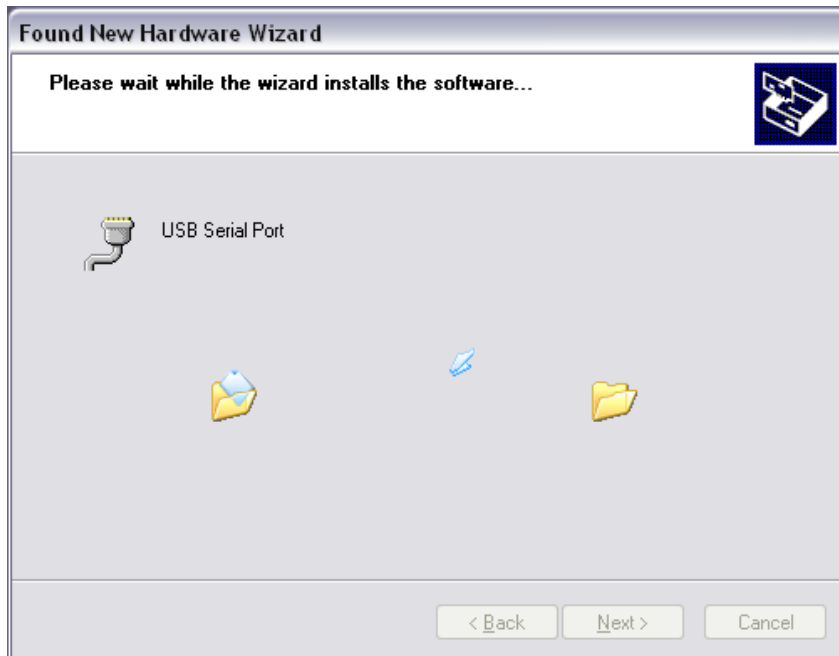 Found New Hardware Wizard
Please wait while the wizard installs the software...
USB Serial Port
< Back Next > Cancel